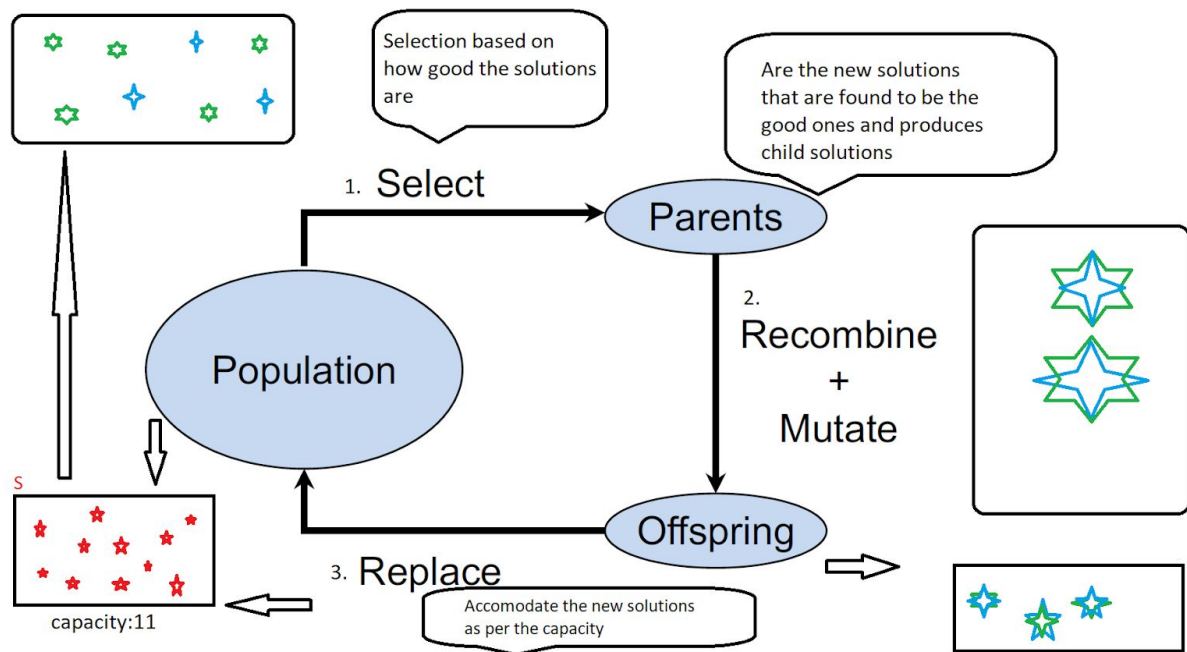 Selection based on
how good the solutions
are
Are the new solutions
that are found to be the
good ones and produces
child solutions
1. Select
Parents
2.
Recombine
+
Mutate
Population
S
Offspring
3. Replace
capacity:11
Accomodate the new solutions
as per the capacity